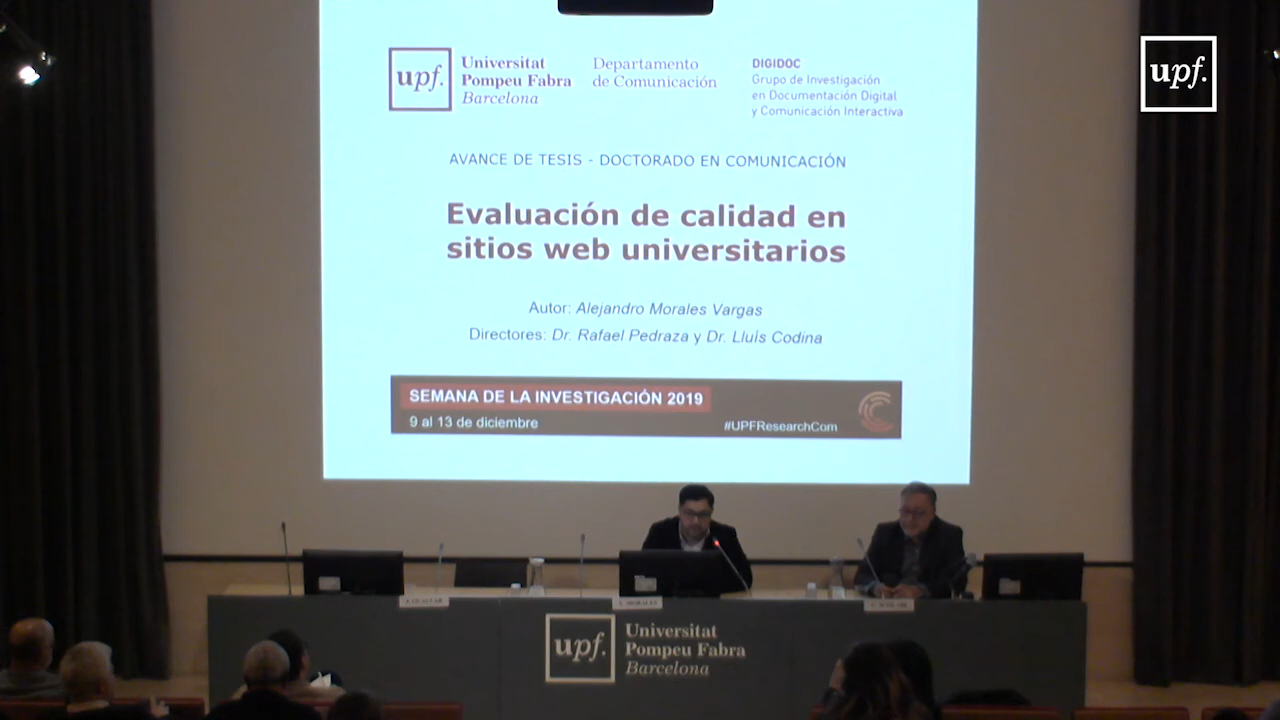 upf.
Universitat
Pompeu Fabra
Barcelona
Departamento
de Comunicación
DIGIDOC
Grupo de Investigación
en Documentación Digital
y Comunicación Interactiva
upf.
AVANCE DE TESIS - DOCTORADO EN COMUNICACIÓN
Evaluación de calidad en
sitios web universitarios
Autor: Alejandro Morales Vargas
Directores: Dr. Rafael Pedraza y Dr. Lluís Codina
SEMANA DE LA INVESTIGACIÓN 2019
9 al 13 de diciembre
#UPFResearchCom
A. MORALES
upf.
Universitat
Pompeu Fabra
Barcelona